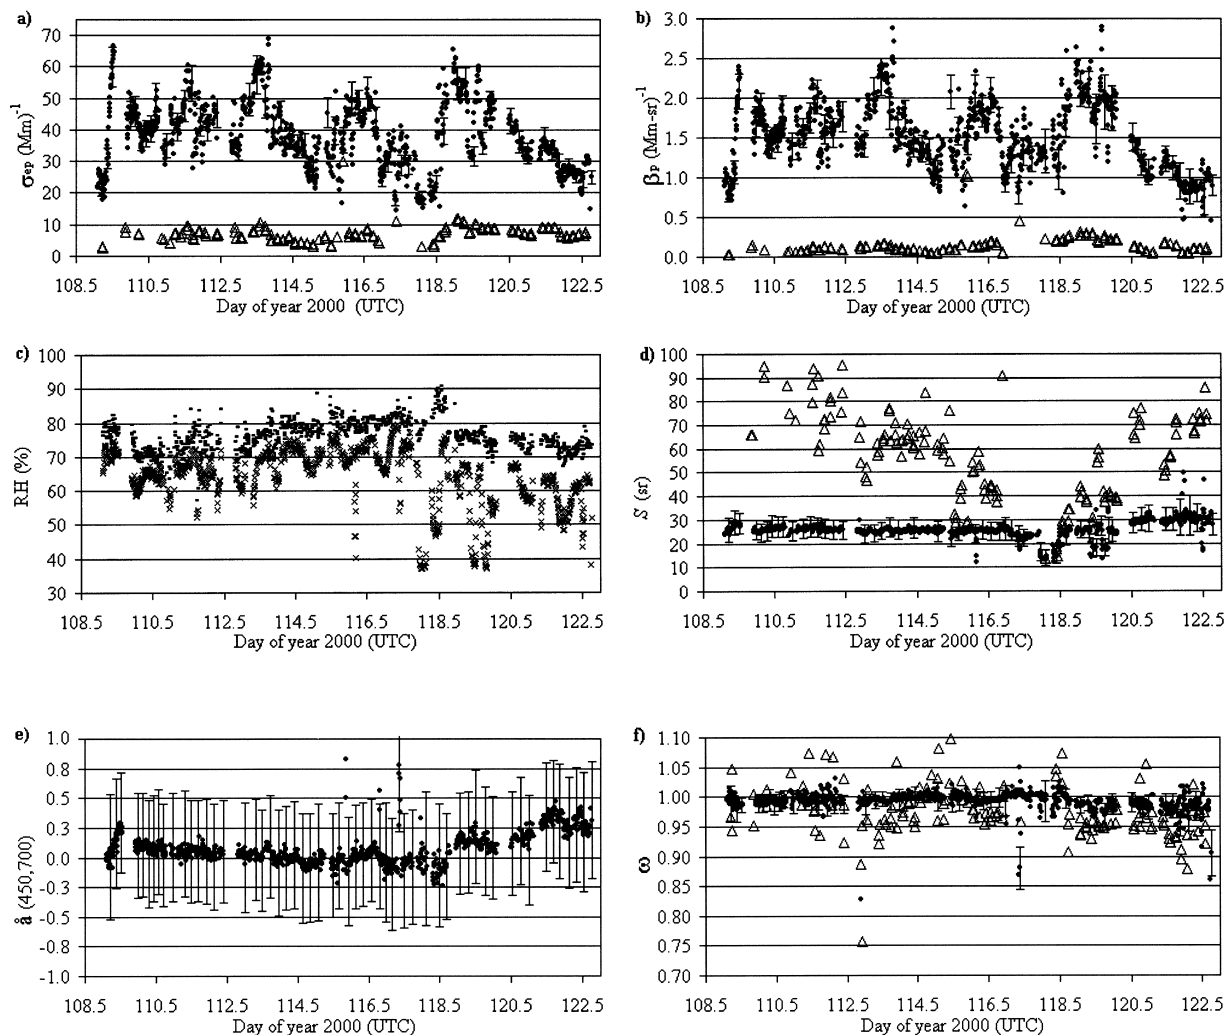 a)
70
60
50
40
30
20
10
0
σep (Mm)-1
108.5 110.5 112.5 114.5 116.5 118.5 120.5 122.5
Day of year 2000 (UTC)
b)
3.0
2.5
2.0
1.5
1.0
0.5
0.0
βp (Mm-sr)-1
108.5 110.5 112.5 114.5 116.5 118.5 120.5 122.5
Day of year 2000 (UTC)
c)
100
90
80
70
60
50
40
30
RH (%)
108.5 110.5 112.5 114.5 116.5 118.5 120.5 122.5
Day of year 2000 (UTC)
d)
100
90
80
70
60
50
40
30
20
10
0
S (sr)
108.5 110.5 112.5 114.5 116.5 118.5 120.5 122.5
Day of year 2000 (UTC)
e)
1.0
0.8
0.5
0.3
0.0
-0.3
-0.5
-0.8
-1.0
å (450,700)
108.5 110.5 112.5 114.5 116.5 118.5 120.5 122.5
Day of year 2000 (UTC)
f)
1.10
1.05
1.00
0.95
0.90
0.85
0.80
0.75
0.70
ω
108.5 110.5 112.5 114.5 116.5 118.5 120.5 122.5
Day of year 2000 (UTC)